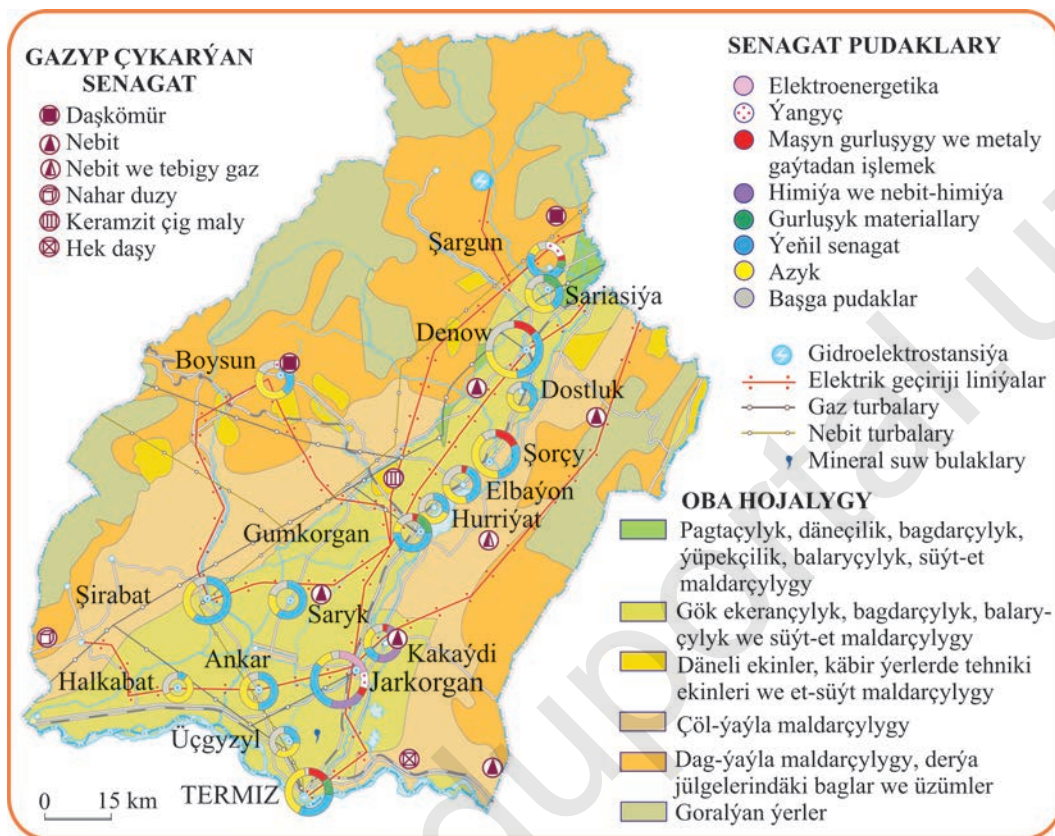 GAZYP ÇYKARÝAN
SENAGAT
Daşkömür
Nebit
Nebit we tebigy gaz
Nahar duzy
Keramzit çig maly
Hek daşy
SENAGAT PUDAKLARY
Elektroenergetika
Ýangyç
Maşyn gurluşygy we metaly
gaýtadan işlemek
Himiýa we nebit-himiýa
Gurluşyk materiallary
Ýeňil senagat
Azyk
Başga pudaklar
Gidroelektrostansiýa
Elektrik geçiriji liniýalar
Gaz turbalary
Nebit turbalary
Mineral suw bulaklary
OBA HOJALYGY
Pagtaçylyk, däneçilik, bagdarçylyk,
ýüpekçilik, balaryçylyk, süýt-et
maldarçylygy
Gök ekerançylyk, bagdarçylyk, balary-
çylyk we süýt-et maldarçylygy
Däneli ekinler, käbir ýerlerde tehniki
ekinleri we et-süýt maldarçylygy
Çöl-ýaýla maldarçylygy
Dag-ýaýla maldarçylygy, derýa
jülgelerindäki baglar we üzümler
Goralýan ýerler
Şargun
Sariasiýa
Denow
Boysun
Dostluk
Şorçy
Elbaýon
Hurriýat
Gumkorgan
Şirabat
Saryk
Kakaýdi
Ankar
Jarkorgan
Halkabat
Üçgyzyl
TERMIZ
0 15 km
eduportal.u